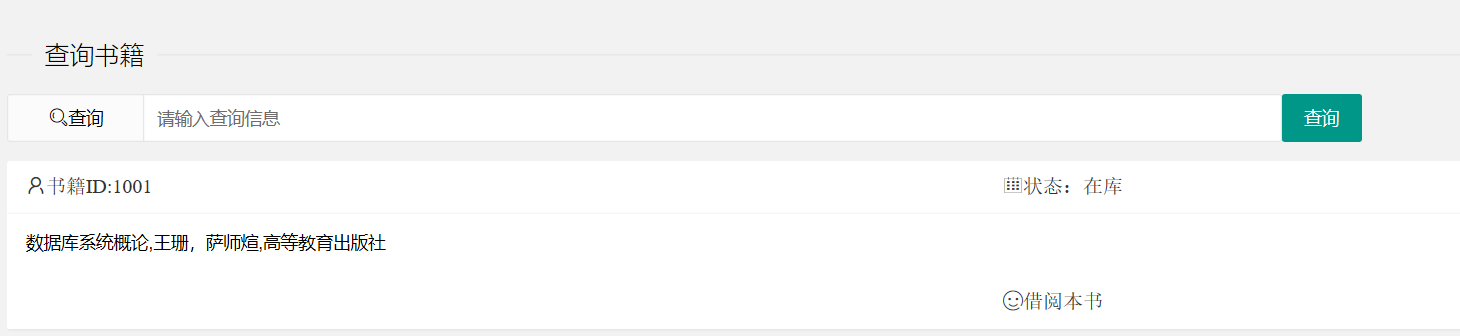 查询书籍
查询 请输入查询信息 查询
书籍ID:1001 状态：在库
数据库系统概论,王珊，萨师煊,高等教育出版社
借阅本书